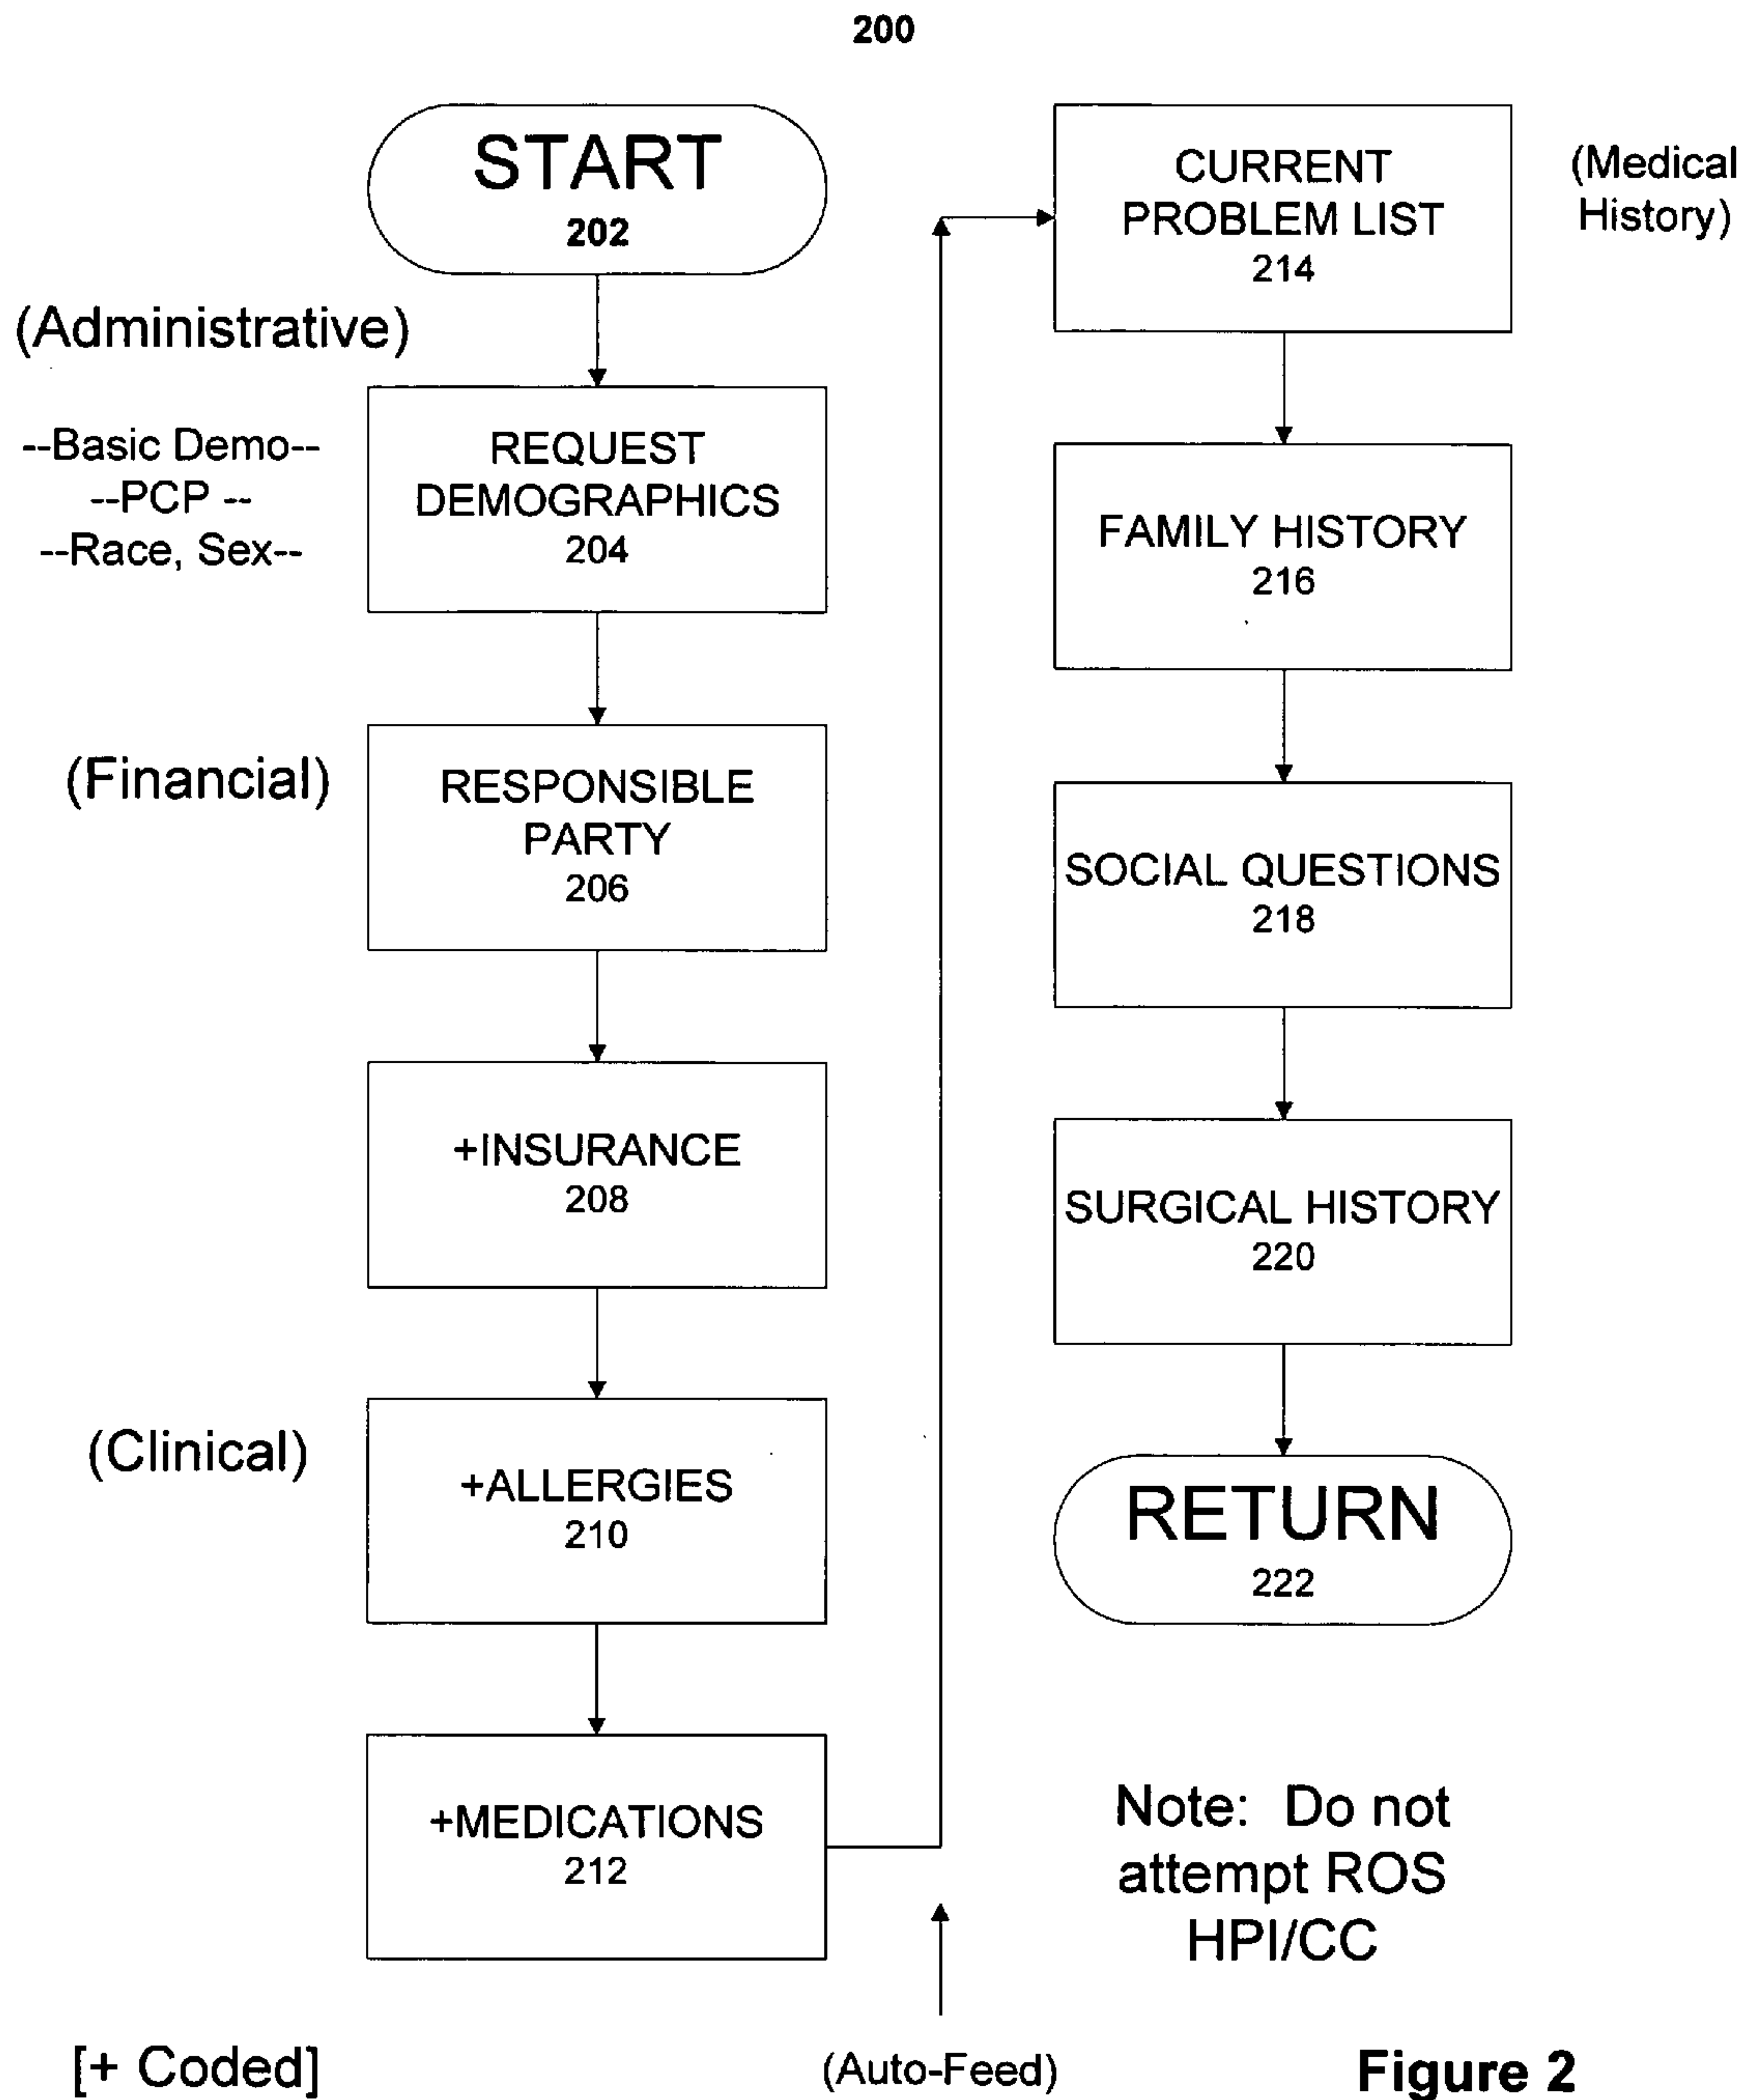 200
START
202
(Administrative)
--Basic Demo--
--PCP --
--Race, Sex--
REQUEST
DEMOGRAPHICS
204
(Financial)
RESPONSIBLE
PARTY
206
+INSURANCE
208
(Clinical)
+ALLERGIES
210
+MEDICATIONS
212
[+ Coded]
(Auto-Feed)
CURRENT
PROBLEM LIST
214
(Medical
History)
FAMILY HISTORY
216
SOCIAL QUESTIONS
218
SURGICAL HISTORY
220
RETURN
222
Note: Do not
attempt ROS
HPI/CC
Figure 2